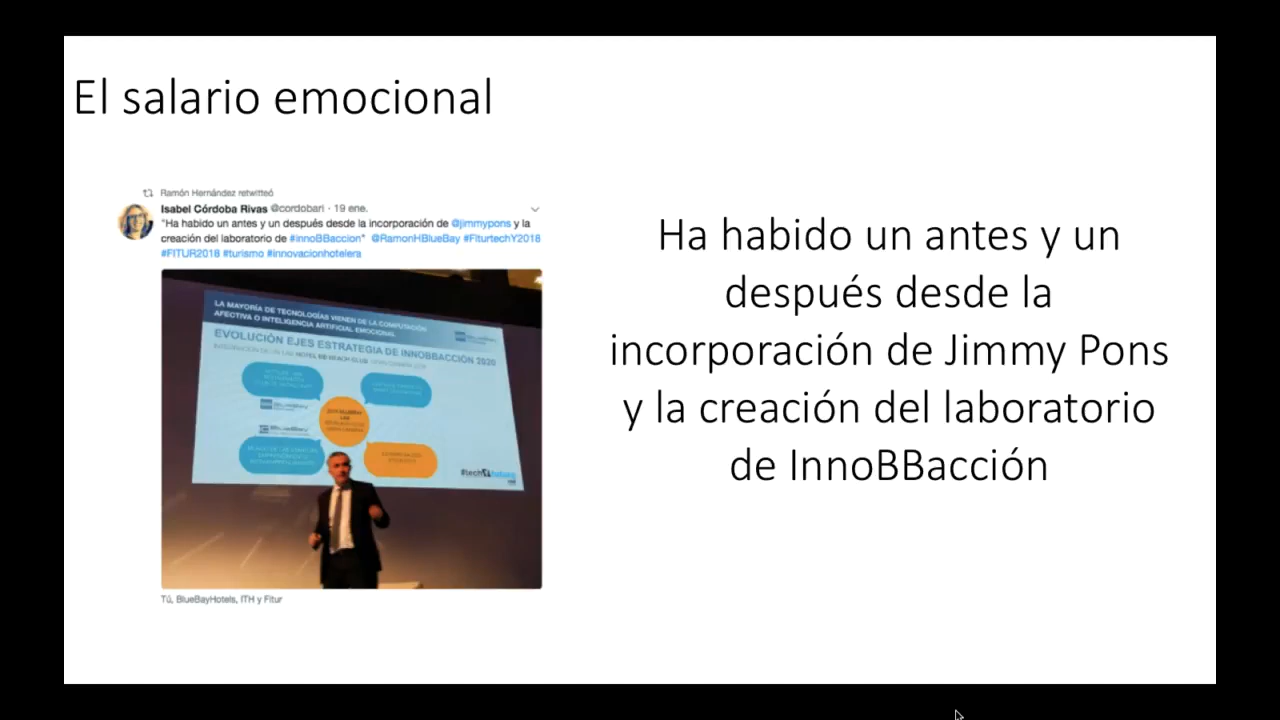 El salario emocional
Ramón Hernández retwitteó
Isabel Córdoba Rivas @cordobari · 19 ene.
"Ha habido un antes y un después desde la incorporación de @jimmypons y la
creación del laboratorio de #innoBBaccion" @RamonHBlueBay #FiturtechY2018
#FITUR2018 #turismo #innovacionhotelera
LA MAYORÍA DE TECNOLOGÍAS VIENEN DE LA COMPUTACIÓN
AFECTIVA O INTELIGENCIA ARTIFICIAL EMOCIONAL
EVOLUCIÓN EJES ESTRATEGIA DE INNOBBACCIÓN 2020
Tú, BlueBayHotels, ITH y Fitur
Ha habido un antes y un
después desde la
incorporación de Jimmy Pons
y la creación del laboratorio
de InnoBBacción